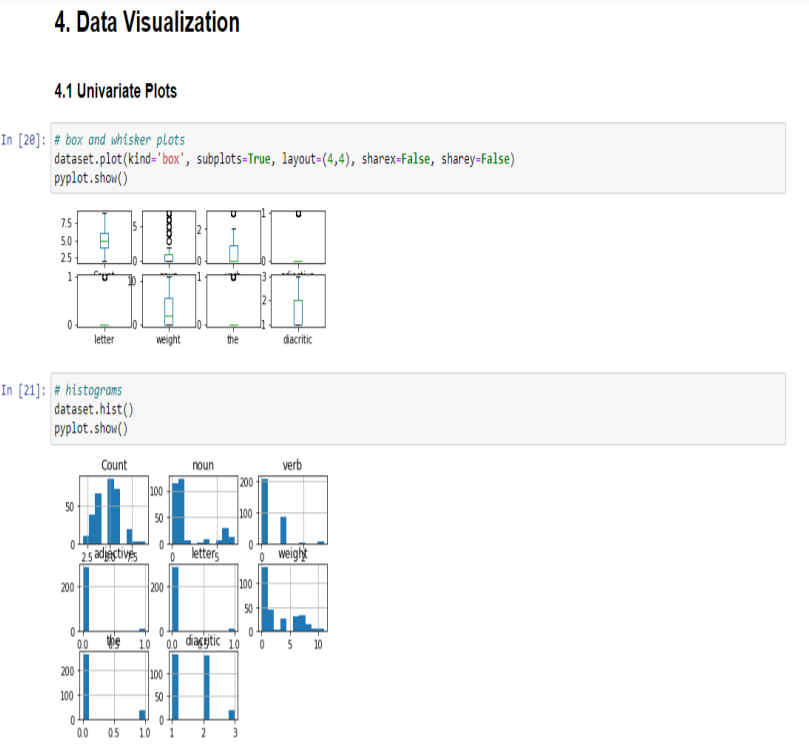 4. Data Visualization
4.1 Univariate Plots
In [20]: # box and whisker plots
dataset.plot(kind='box', subplots=True, layout=(4,4), sharex=False, sharey=False)
pyplot.show()
7.5 5 2 1
5.0
2.5 0 0 0
Count noun verb adjective
1 10 1 3
2
0 0 0 1
letter weight the diacritic
In [21]: # histograms
dataset.hist()
pyplot.show()
Count noun verb
100 200
50 50 100
0 0 0
2.5 5.0 7.5 0 5 0 2
adjective letter weight
200 200 100
50
0 0 0
0.0 0.5 1.0 0.0 0.5 1.0 0 5 10
the diacritic
200 100
100 50
0 0
0.0 0.5 1.0 1 2 3